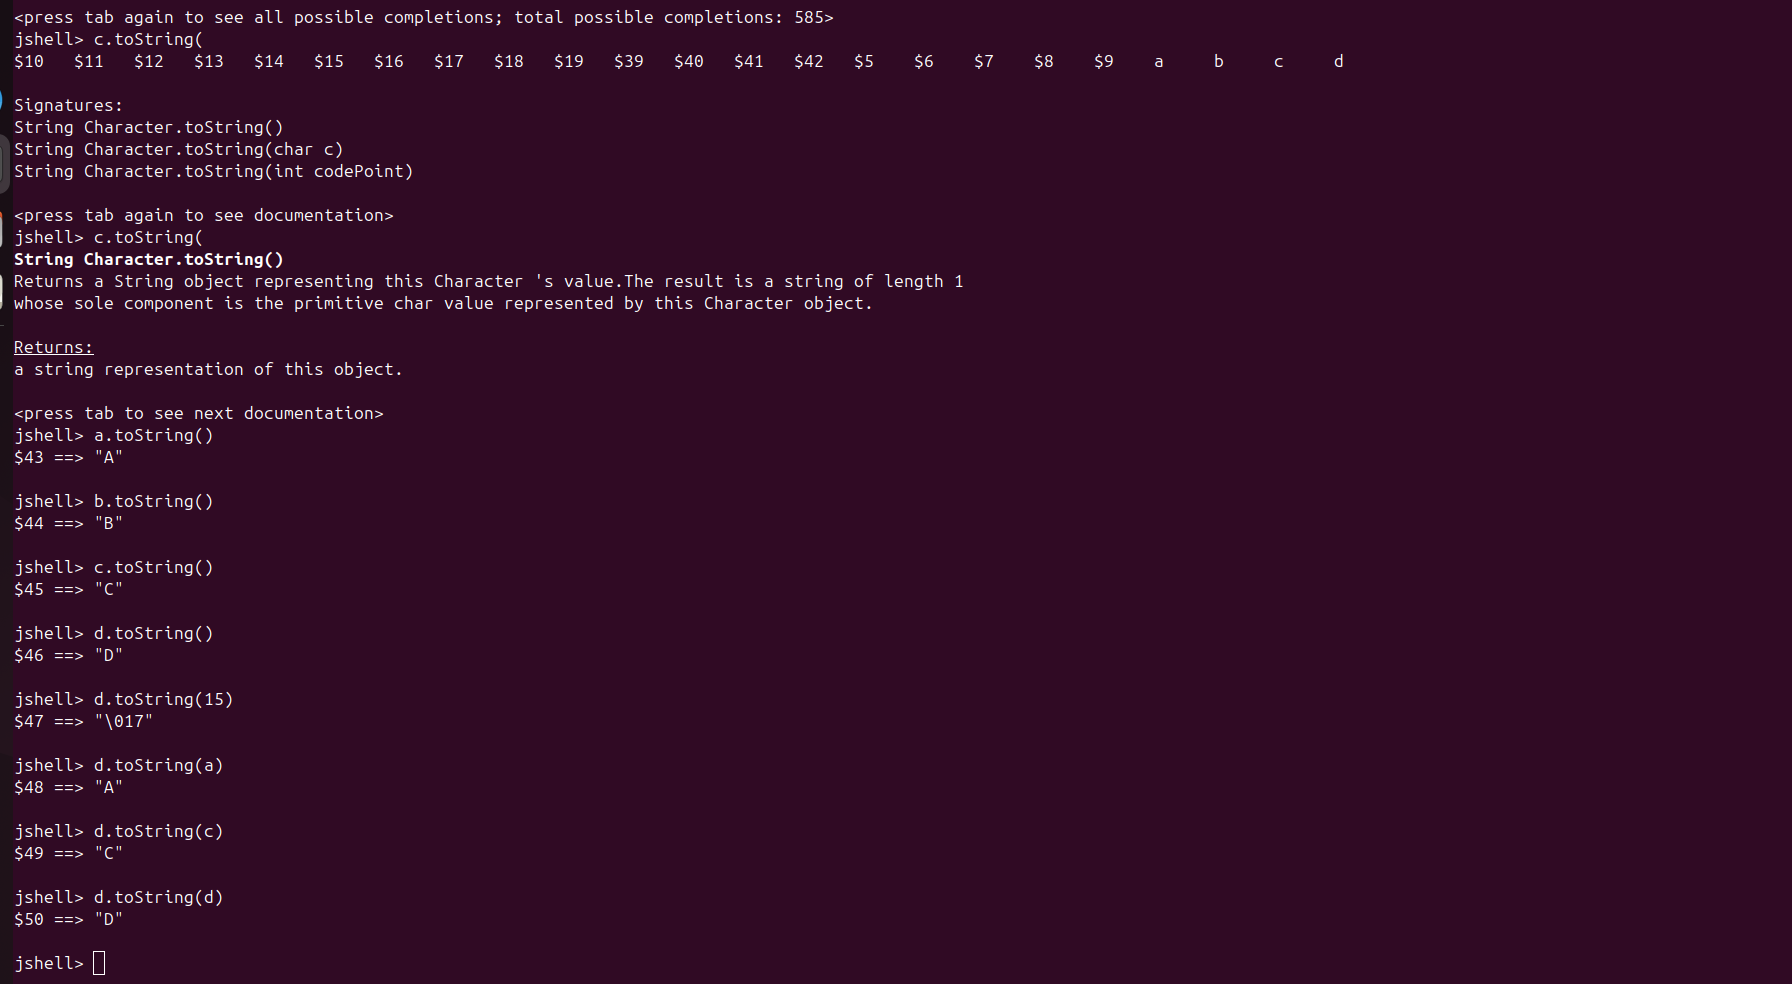 <press tab again to see all possible completions; total possible completions: 585>
jshell> c.toString(
$10   $11   $12   $13   $14   $15   $16   $17   $18   $19   $39   $40   $41   $42   $5    $6    $7    $8    $9    a     b     c     d
Signatures:
String Character.toString()
String Character.toString(char c)
String Character.toString(int codePoint)
<press tab again to see documentation>
jshell> c.toString(
String Character.toString()
Returns a String object representing this Character 's value.The result is a string of length 1
whose sole component is the primitive char value represented by this Character object.
Returns:
a string representation of this object.
<press tab to see next documentation>
jshell> a.toString()
$43 ==> "A"
jshell> b.toString()
$44 ==> "B"
jshell> c.toString()
$45 ==> "C"
jshell> d.toString()
$46 ==> "D"
jshell> d.toString(15)
$47 ==> "\017"
jshell> d.toString(a)
$48 ==> "A"
jshell> d.toString(c)
$49 ==> "C"
jshell> d.toString(d)
$50 ==> "D"
jshell>